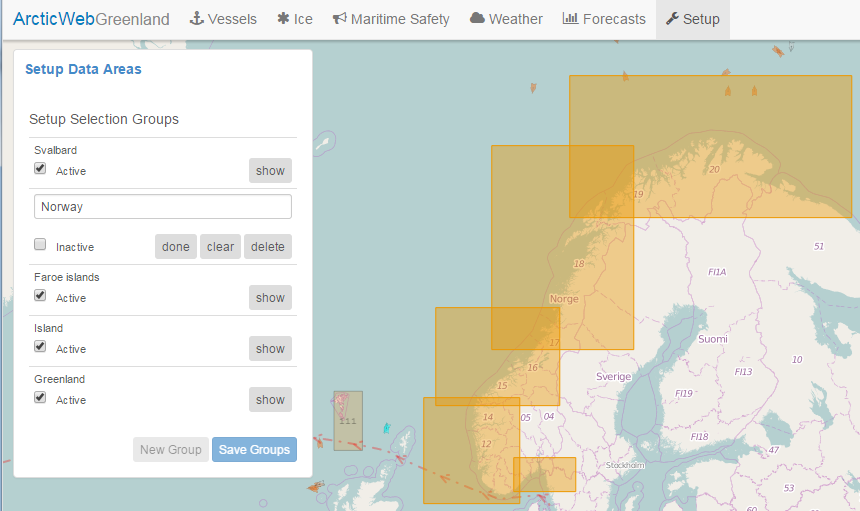 ArcticWebGreenland Vessels Ice Maritime Safety Weather Forecasts Setup
Setup Data Areas
Setup Selection Groups
Svalbard
Active show
Norway
Inactive done clear delete
Faroe islands
Active show
Island
Active show
Greenland
Active show
New Group Save Groups
20
19
51
18
FI1A
Norge
17
Suomi
16
10
Sverige
FI13
15
FI19
111
14
05
04
12
FI18
47
Stockholm
53
60